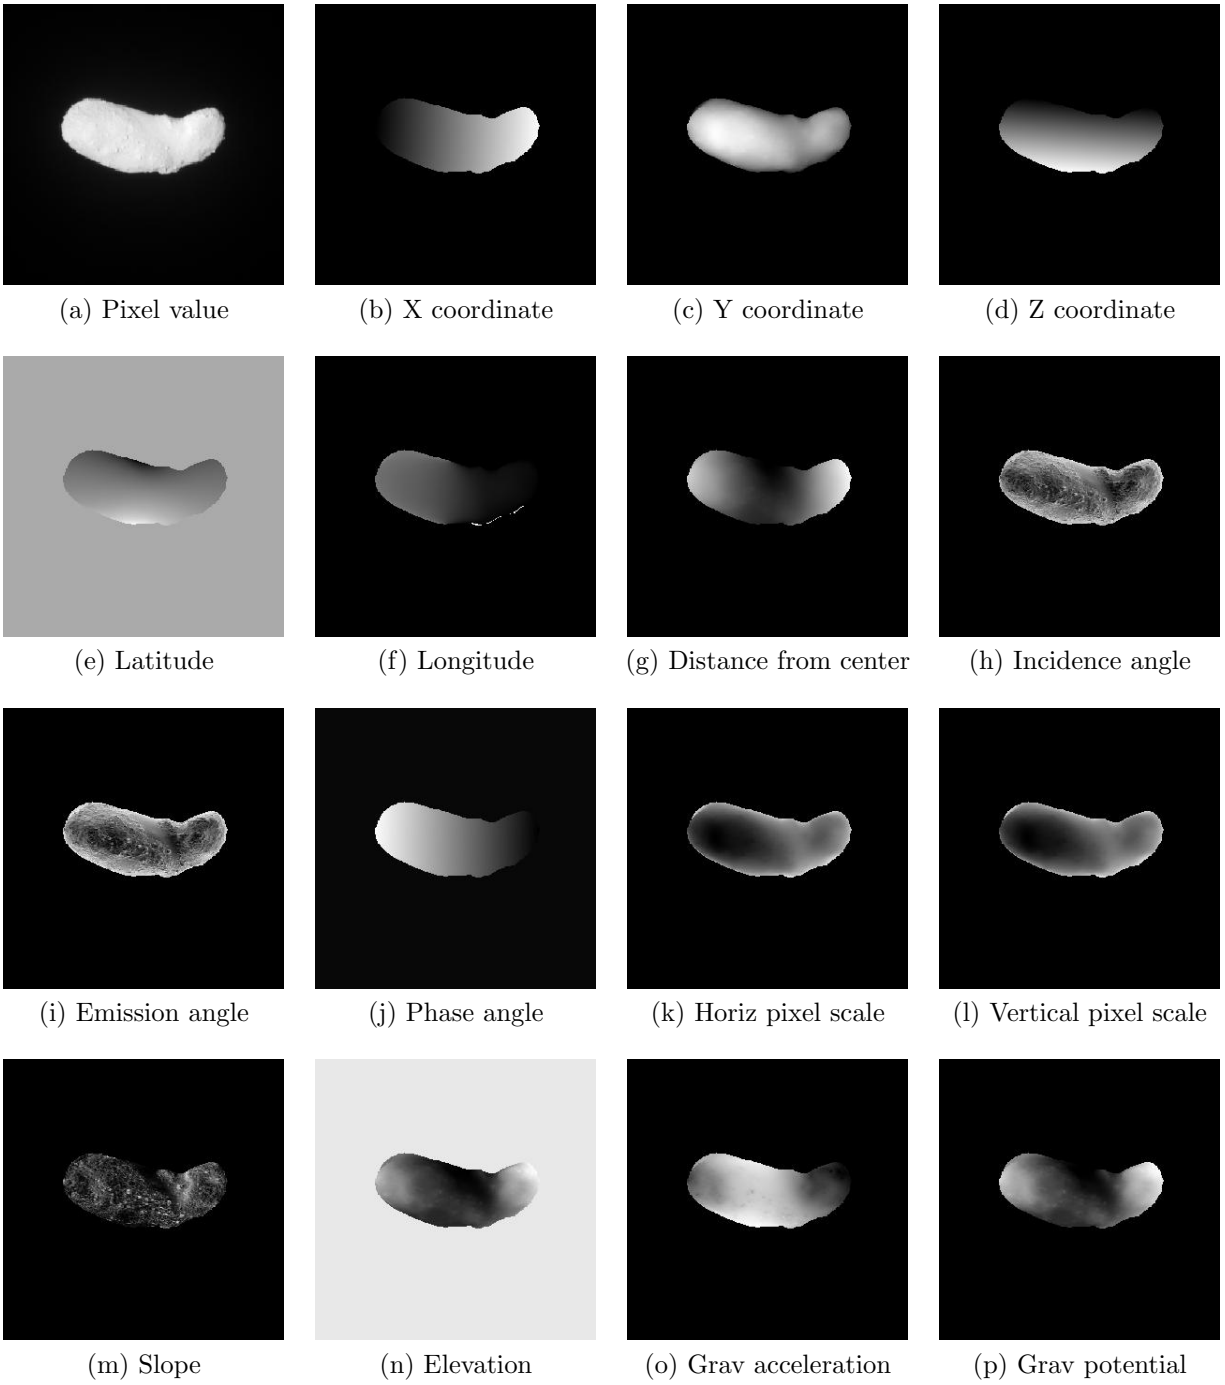 (a) Pixel value
(b) X coordinate
(c) Y coordinate
(d) Z coordinate
(e) Latitude
(f) Longitude
(g) Distance from center
(h) Incidence angle
(i) Emission angle
(j) Phase angle
(k) Horiz pixel scale
(l) Vertical pixel scale
(m) Slope
(n) Elevation
(o) Grav acceleration
(p) Grav potential